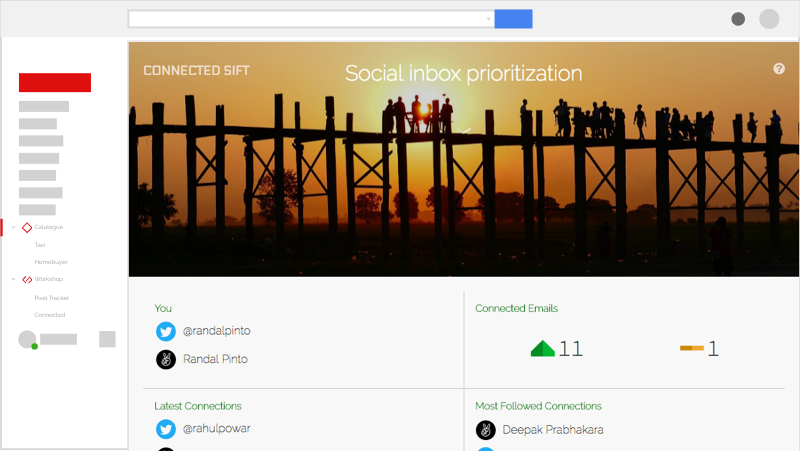 CONNECTED SIFT
Social inbox prioritization
?
Catalogue
Taxi
Homebuyer
Workshop
Pixel Tracker
Connected
You
@randalpinto
Randal Pinto
Connected Emails
11
1
Latest Connections
@rahulpowar
Most Followed Connections
Deepak Prabhakara